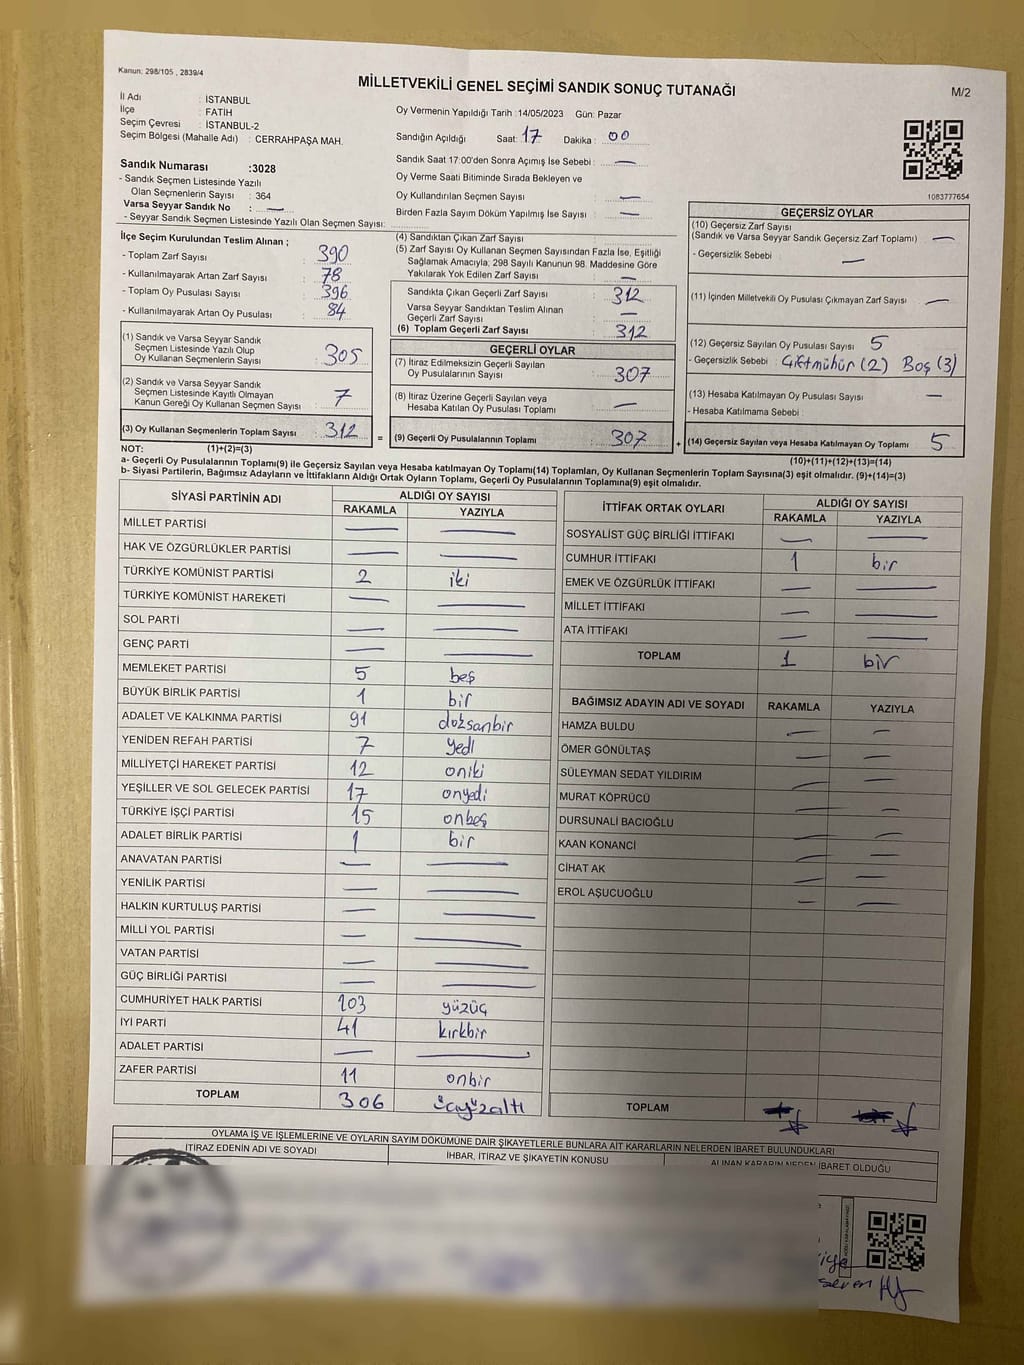 Kanun: 298/105 , 2839/4
MİLLETVEKİLİ GENEL SEÇİMİ SANDIK SONUÇ TUTANAĞI
M/2
İl Adı : İSTANBUL
İlçe : FATİH
Seçim Çevresi : İSTANBUL-2
Seçim Bölgesi (Mahalle Adı) : CERRAHPAŞA MAH.
Oy Vermenin Yapıldığı Tarih :14/05/2023 Gün: Pazar
Sandığın Açıldığı Saat: 17 Dakika : 00
Sandık Saat 17:00'den Sonra Açımış İse Sebebi : —
Oy Verme Saati Bitiminde Sırada Bekleyen ve
Oy Kullandırılan Seçmen Sayısı —
Birden Fazla Sayım Döküm Yapılmış İse Sayısı : —
1083777654
Sandık Numarası :3028
- Sandık Seçmen Listesinde Yazılı
Olan Seçmenlerin Sayısı : 364
Varsa Seyyar Sandık No : —
- Seyyar Sandık Seçmen Listesinde Yazılı Olan Seçmen Sayısı:
İlçe Seçim Kurulundan Teslim Alınan ;
- Toplam Zarf Sayısı : 390
- Kullanılmayarak Artan Zarf Sayısı : 78
- Toplam Oy Pusulası Sayısı : 396
- Kullanılmayarak Artan Oy Pusulası : 84
(1) Sandık ve Varsa Seyyar Sandık
Seçmen Listesinde Yazılı Olup
Oy Kullanan Seçmenlerin Sayısı : 305
(2) Sandık ve Varsa Seyyar Sandık
Seçmen Listesinde Kayıtlı Olmayan
Kanun Gereği Oy Kullanan Seçmen Sayısı : 7
(3) Oy Kullanan Seçmenlerin Toplam Sayısı : 312
(1)+(2)=(3)
(4) Sandıktan Çıkan Zarf Sayısı :
(5) Zarf Sayısı Oy Kullanan Seçmen Sayısından Fazla İse, Eşitliği
Sağlamak Amacıyla; 298 Sayılı Kanunun 98. Maddesine Göre
Yakılarak Yok Edilen Zarf Sayısı : —
Sandıkta Çıkan Geçerli Zarf Sayısı : 312
Varsa Seyyar Sandıktan Teslim Alınan
Geçerli Zarf Sayısı : —
(6) Toplam Geçerli Zarf Sayısı : 312
GEÇERLİ OYLAR
(7) İtiraz Edilmeksizin Geçerli Sayılan
Oy Pusulalarının Sayısı : 307
(8) İtiraz Üzerine Geçerli Sayılan veya
Hesaba Katılan Oy Pusulası Toplamı : —
= (9) Geçerli Oy Pusulalarının Toplamı : 307
GEÇERSİZ OYLAR
(10) Geçersiz Zarf Sayısı
(Sandık ve Varsa Seyyar Sandık Geçersiz Zarf Toplamı) —
- Geçersizlik Sebebi : —
(11) İçinden Milletvekili Oy Pusulası Çıkmayan Zarf Sayısı : —
(12) Geçersiz Sayılan Oy Pusulası Sayısı : 5
- Geçersizlik Sebebi : Çiftmühür (2) Boş (3)
(13) Hesaba Katılmayan Oy Pusulası Sayısı : —
- Hesaba Katılmama Sebebi :
+ (14) Geçersiz Sayılan veya Hesaba Katılmayan Oy Toplamı : 5
(10)+(11)+(12)+(13)=(14)
NOT:
a- Geçerli Oy Pusulalarının Toplamı(9) ile Geçersiz Sayılan veya Hesaba katılmayan Oy Toplamı(14) Toplamları, Oy Kullanan Seçmenlerin Toplam Sayısına(3) eşit olmalıdır. (9)+(14)=(3)
b- Siyasi Partilerin, Bağımsız Adayların ve İttifakların Aldığı Ortak Oyların Toplamı, Geçerli Oy Pusulalarının Toplamına(9) eşit olmalıdır.
SİYASİ PARTİNİN ADI ALDIĞI OY SAYISI
RAKAMLA YAZIYLA
MİLLET PARTİSİ — —
HAK VE ÖZGÜRLÜKLER PARTİSİ — —
TÜRKİYE KOMÜNİST PARTİSİ 2 iki
TÜRKİYE KOMÜNİST HAREKETİ — —
SOL PARTİ — —
GENÇ PARTİ — —
MEMLEKET PARTİSİ 5 beş
BÜYÜK BİRLİK PARTİSİ 1 bir
ADALET VE KALKINMA PARTİSİ 91 doksanbir
YENİDEN REFAH PARTİSİ 7 yedi
MİLLİYETÇİ HAREKET PARTİSİ 12 oniki
YEŞİLLER VE SOL GELECEK PARTİSİ 17 onyedi
TÜRKİYE İŞÇİ PARTİSİ 15 onbeş
ADALET BİRLİK PARTİSİ 1 bir
ANAVATAN PARTİSİ — —
YENİLİK PARTİSİ — —
HALKIN KURTULUŞ PARTİSİ — —
MİLLİ YOL PARTİSİ — —
VATAN PARTİSİ — —
GÜÇ BİRLİĞİ PARTİSİ — —
CUMHURİYET HALK PARTİSİ 103 yüzüç
İYİ PARTİ 41 kırkbir
ADALET PARTİSİ — —
ZAFER PARTİSİ 11 onbir
TOPLAM 306 üçyüzaltı
İTTİFAK ORTAK OYLARI ALDIĞI OY SAYISI
RAKAMLA YAZIYLA
SOSYALİST GÜÇ BİRLİĞİ İTTİFAKI — —
CUMHUR İTTİFAKI 1 bir
EMEK VE ÖZGÜRLÜK İTTİFAKI — —
MİLLET İTTİFAKI — —
ATA İTTİFAKI — —
TOPLAM 1 bir
BAĞIMSIZ ADAYIN ADI VE SOYADI RAKAMLA YAZIYLA
HAMZA BULDU — —
ÖMER GÖNÜLTAŞ — —
SÜLEYMAN SEDAT YILDIRIM — —
MURAT KÖPRÜCÜ — —
DURSUNALİ BACIOĞLU — —
KAAN KONANCİ — —
CİHAT AK — —
EROL AŞUCUOĞLU — —
TOPLAM
OYLAMA İŞ VE İŞLEMLERİNE VE OYLARIN SAYIM DÖKÜMÜNE DAİR ŞİKAYETLERLE BUNLARA AİT KARARLARIN NELERDEN İBARET BULUNDUKLARI
İTİRAZ EDENİN ADI VE SOYADI İHBAR, İTİRAZ VE ŞİKAYETİN KONUSU ALINAN KARARIN NEDEN İBARET OLDUĞU